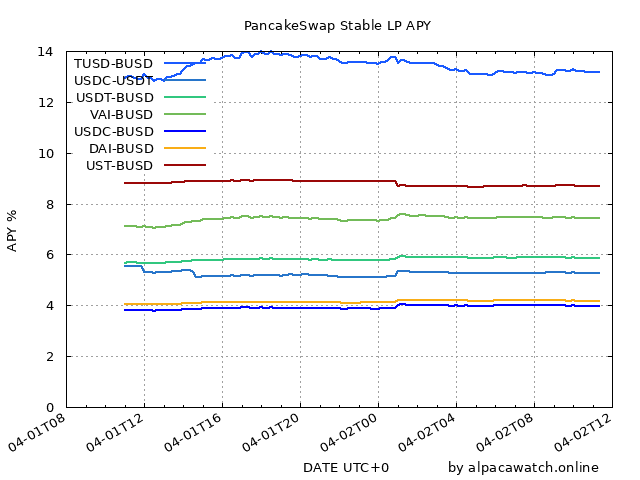 PancakeSwap Stable LP APY
14
12
10
8
6
4
2
0
APY %
TUSD-BUSD
USDC-USDT
USDT-BUSD
VAI-BUSD
USDC-BUSD
DAI-BUSD
UST-BUSD
04-01T08
04-01T12
04-01T16
04-01T20
04-02T00
04-02T04
04-02T08
04-02T12
DATE UTC+0
by alpacawatch.online